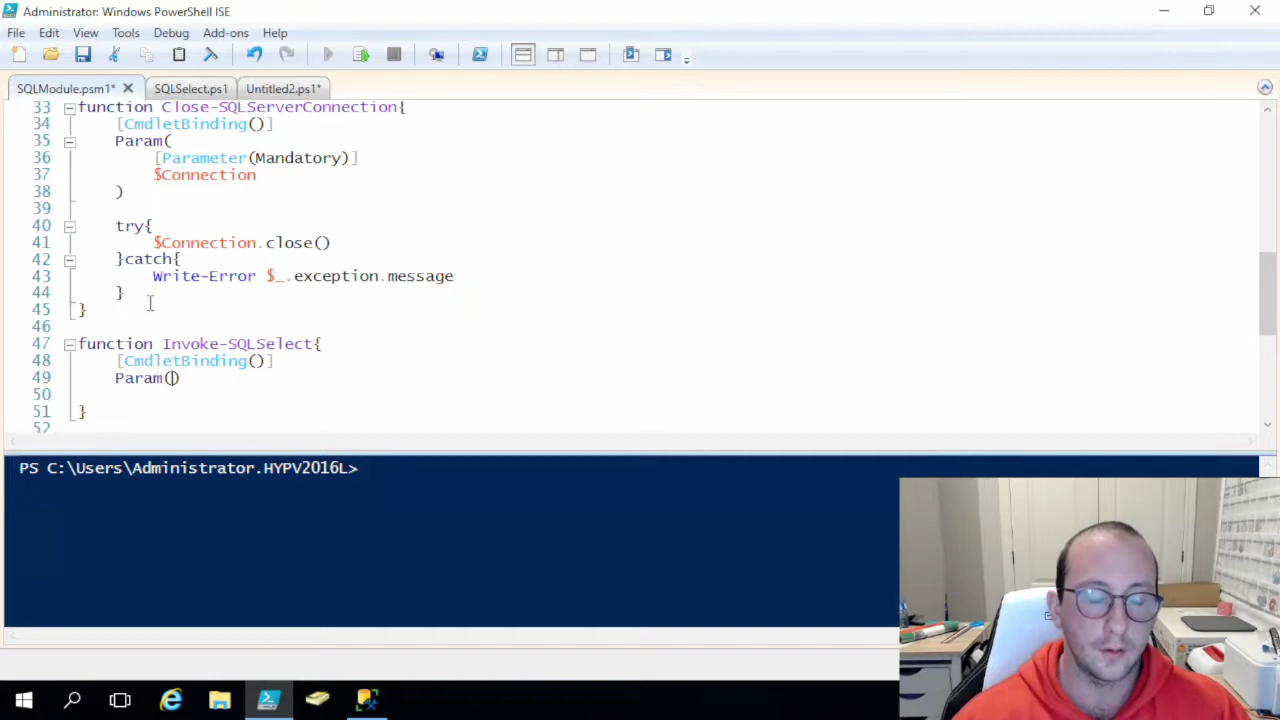 Administrator: Windows PowerShell ISE
File Edit View Tools Debug Add-ons Help
SQLModule.psm1* SQLSelect.ps1 Untitled2.ps1*
33 function Close-SQLServerConnection{
34 [CmdletBinding()]
35 Param(
36 [Parameter(Mandatory)]
37 $Connection
38 )
39
40 try{
41 $Connection.close()
42 }catch{
43 Write-Error $_.exception.message
44 }
45 }
46
47 function Invoke-SQLSelect{
48 [CmdletBinding()]
49 Param()
50
51 }
52
PS C:\Users\Administrator.HYPV2016L>